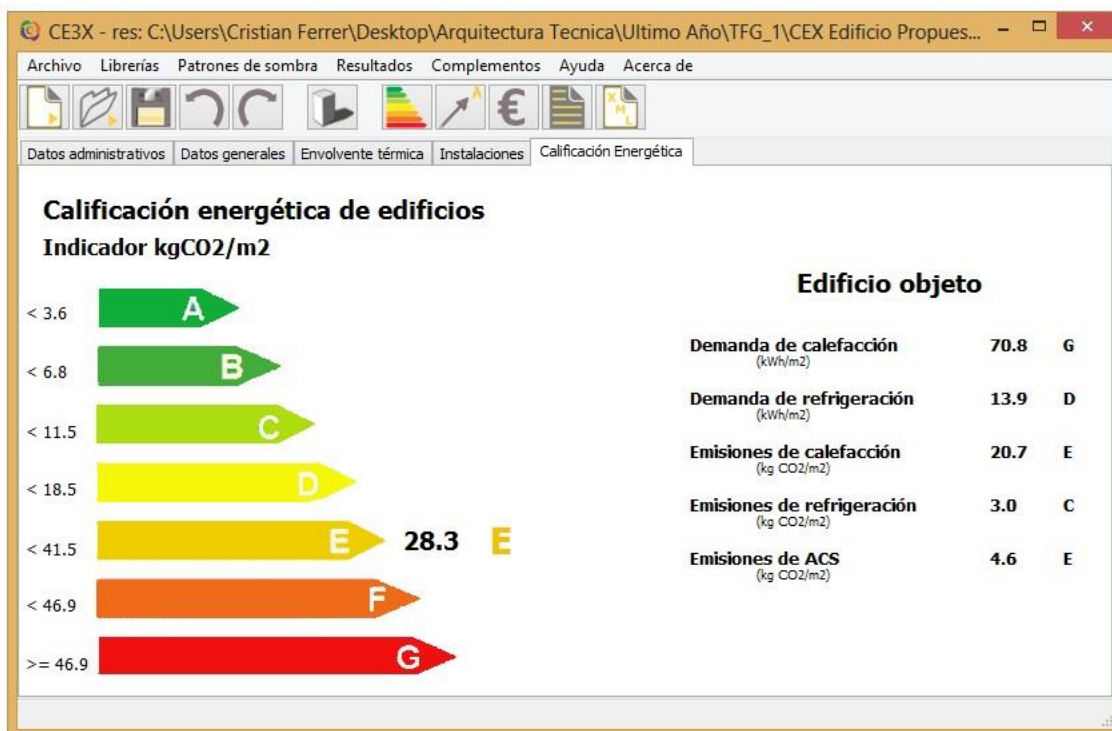 CE3X - res: C:\Users\Cristian Ferrer\Desktop\Arquitectura Tecnica\Ultimo Año\TFG_1\CEX Edificio Propues...
Archivo Librerías Patrones de sombra Resultados Complementos Ayuda Acerca de
A € X M L
Datos administrativos Datos generales Envolvente térmica Instalaciones Calificación Energética
Calificación energética de edificios
Indicador kgCO2/m2
Edificio objeto
< 3.6 A
< 6.8 B
< 11.5 C
< 18.5 D
< 41.5 E 28.3 E
< 46.9 F
>= 46.9 G
Demanda de calefacción 70.8 G
(kWh/m2)
Demanda de refrigeración 13.9 D
(kWh/m2)
Emisiones de calefacción 20.7 E
(kg CO2/m2)
Emisiones de refrigeración 3.0 C
(kg CO2/m2)
Emisiones de ACS 4.6 E
(kg CO2/m2)